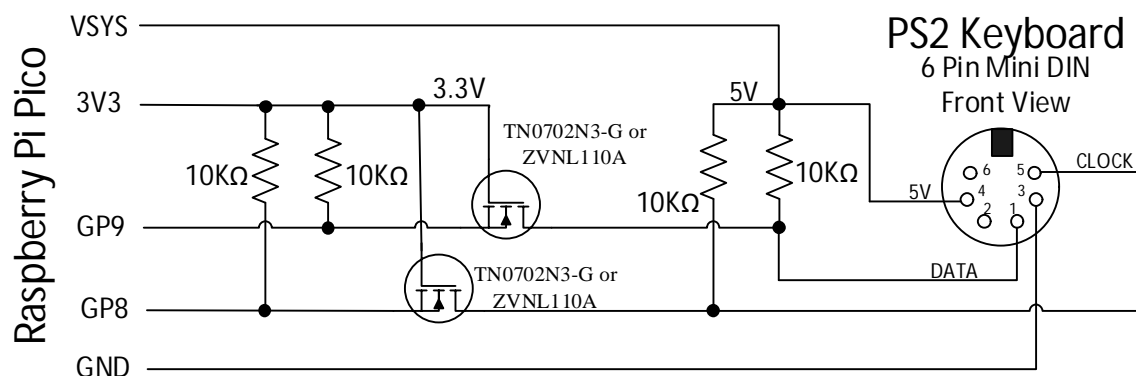 Raspberry Pi Pico
VSYS
3V3
GP9
GP8
GND
3.3V
5V
10KΩ
10KΩ
10KΩ
10KΩ
TN0702N3-G or
ZVNL110A
TN0702N3-G or
ZVNL110A
PS2 Keyboard
6 Pin Mini DIN
Front View
6
5
4
3
2
1
5V
CLOCK
DATA